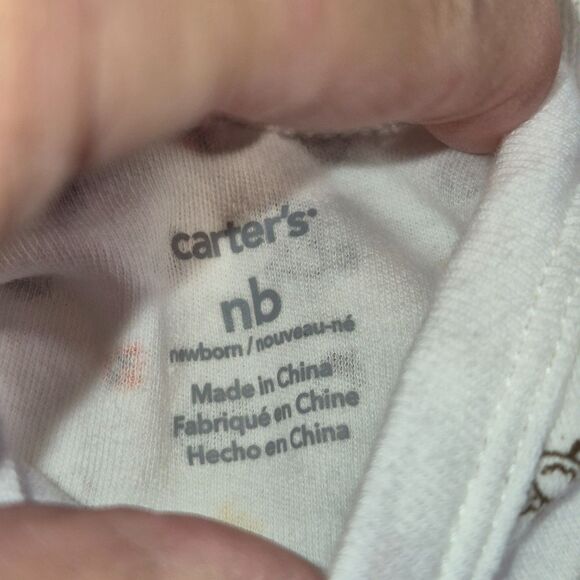 carter's
nb
newborn / nouveau-né
Made in China
Fabriqué en Chine
Hecho en China